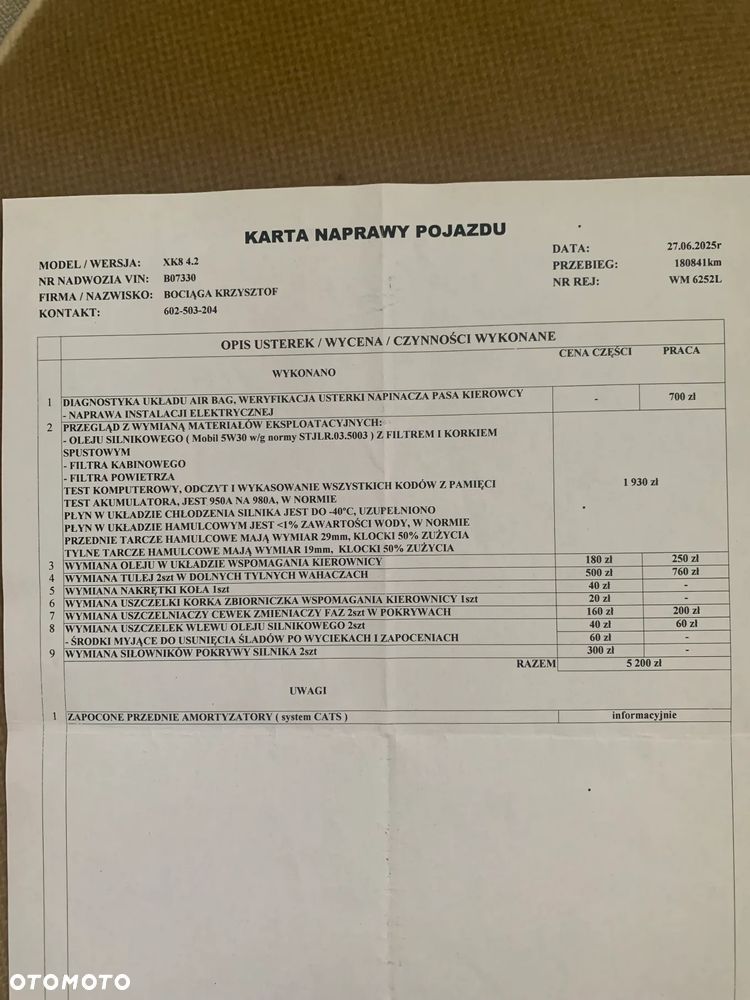 KARTA NAPRAWY POJAZDU
MODEL / WERSJA: XK8 4.2
NR NADWOZIA VIN: B07330
FIRMA / NAZWISKO: BOCIĄGA KRZYSZTOF
KONTAKT: 602-503-204
DATA: 27.06.2025r
PRZEBIEG: 180841km
NR REJ: WM 6252L
OPIS USTEREK / WYCENA / CZYNNOŚCI WYKONANE
WYKONANO CENA CZĘŚCI PRACA
1 DIAGNOSTYKA UKŁADU AIR BAG, WERYFIKACJA USTERKI NAPINACZA PASA KIEROWCY - 700 zł
- NAPRAWA INSTALACJI ELEKTRYCZNEJ
2 PRZEGLĄD Z WYMIANĄ MATERIAŁÓW EKSPLOATACYJNYCH: 1 930 zł
- OLEJU SILNIKOWEGO ( Mobil 5W30 w/g normy STJLR.03.5003 ) Z FILTREM I KORKIEM
SPUSTOWYM
- FILTRA KABINOWEGO
- FILTRA POWIETRZA
TEST KOMPUTEROWY, ODCZYT I WYKASOWANIE WSZYSTKICH KODÓW Z PAMIĘCI
TEST AKUMULATORA, JEST 950A NA 980A, W NORMIE
PŁYN W UKŁADZIE CHŁODZENIA SILNIKA JEST DO -40ºC, UZUPEŁNIONO
PŁYN W UKŁADZIE HAMULCOWYM JEST <1% ZAWARTOŚCI WODY, W NORMIE
PRZEDNIE TARCZE HAMULCOWE MAJĄ WYMIAR 29mm, KLOCKI 50% ZUŻYCIA
TYLNE TARCZE HAMULCOWE MAJĄ WYMIAR 19mm, KLOCKI 50% ZUŻYCIA
3 WYMIANA OLEJU W UKŁADZIE WSPOMAGANIA KIEROWNICY 180 zł 250 zł
4 WYMIANA TULEJ 2szt W DOLNYCH TYLNYCH WAHACZACH 500 zł 760 zł
5 WYMIANA NAKRĘTKI KOŁA 1szt 40 zł -
6 WYMIANA USZCZELKI KORKA ZBIORNICZKA WSPOMAGANIA KIEROWNICY 1szt 20 zł -
7 WYMIANA USZCZELNIACZY CEWEK ZMIENIACZY FAZ 2szt W POKRYWACH 160 zł 200 zł
8 WYMIANA USZCZELEK WLEWU OLEJU SILNIKOWEGO 2szt 40 zł 60 zł
- ŚRODKI MYJĄCE DO USUNIĘCIA ŚLADÓW PO WYCIEKACH I ZAPOCENIACH 60 zł -
9 WYMIANA SIŁOWNIKÓW POKRYWY SILNIKA 2szt 300 zł -
RAZEM 5 200 zł
UWAGI
1 ZAPOCONE PRZEDNIE AMORTYZATORY ( system CATS ) informacyjnie
OTOMOTO